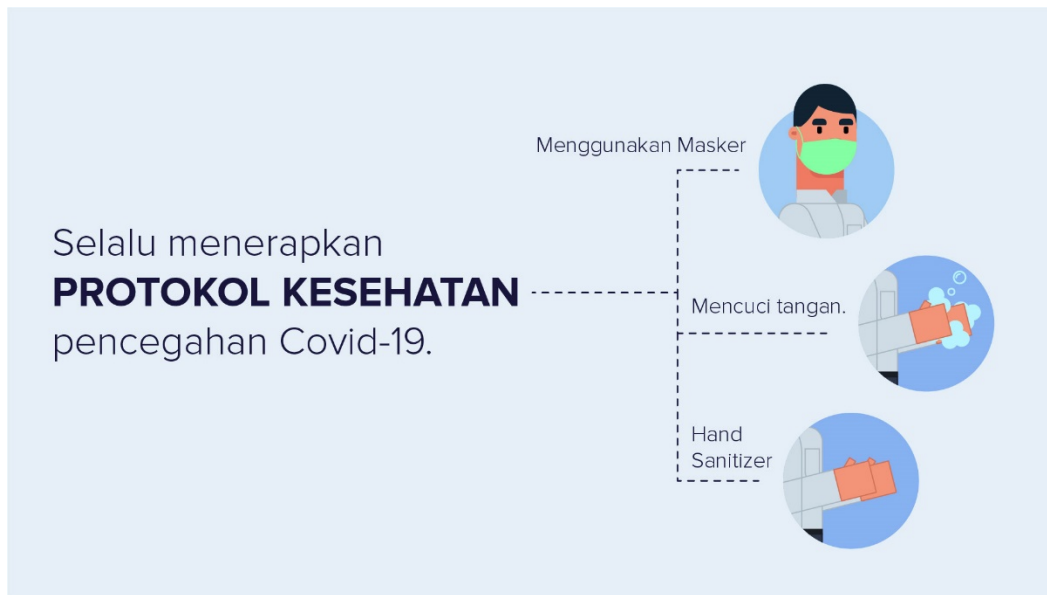 Selalu menerapkan
PROTOKOL KESEHATAN
pencegahan Covid-19.
Menggunakan Masker
Mencuci tangan.
Hand
Sanitizer